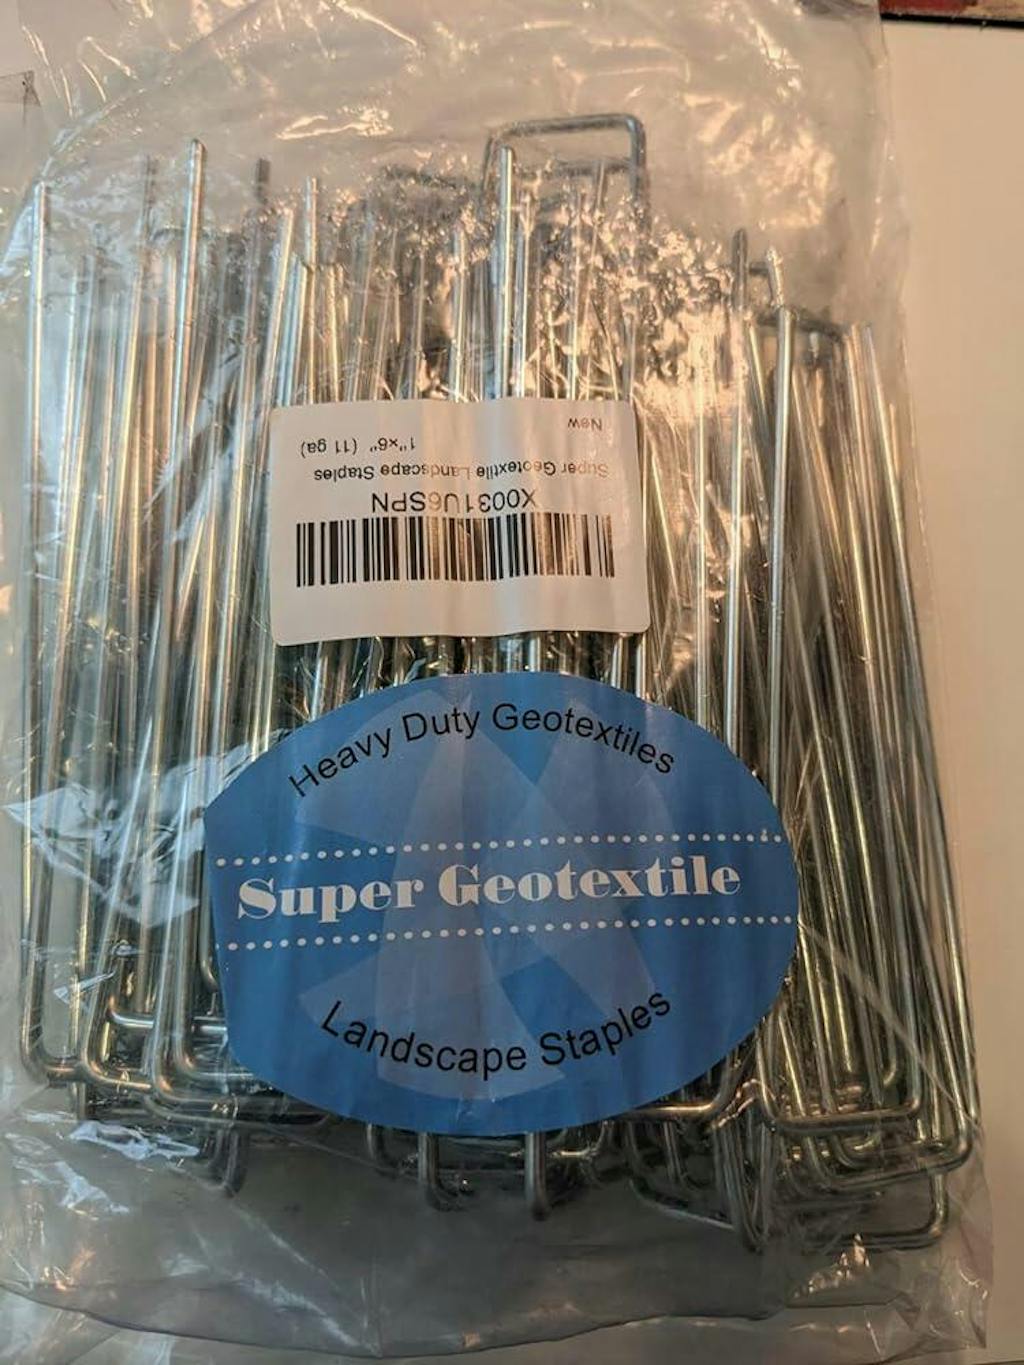 New
1"x6" (11 ga)
Super Geotextile Landscape Staples
X0031U6SPN
Heavy Duty Geotextiles
Super Geotextile
Landscape Staples